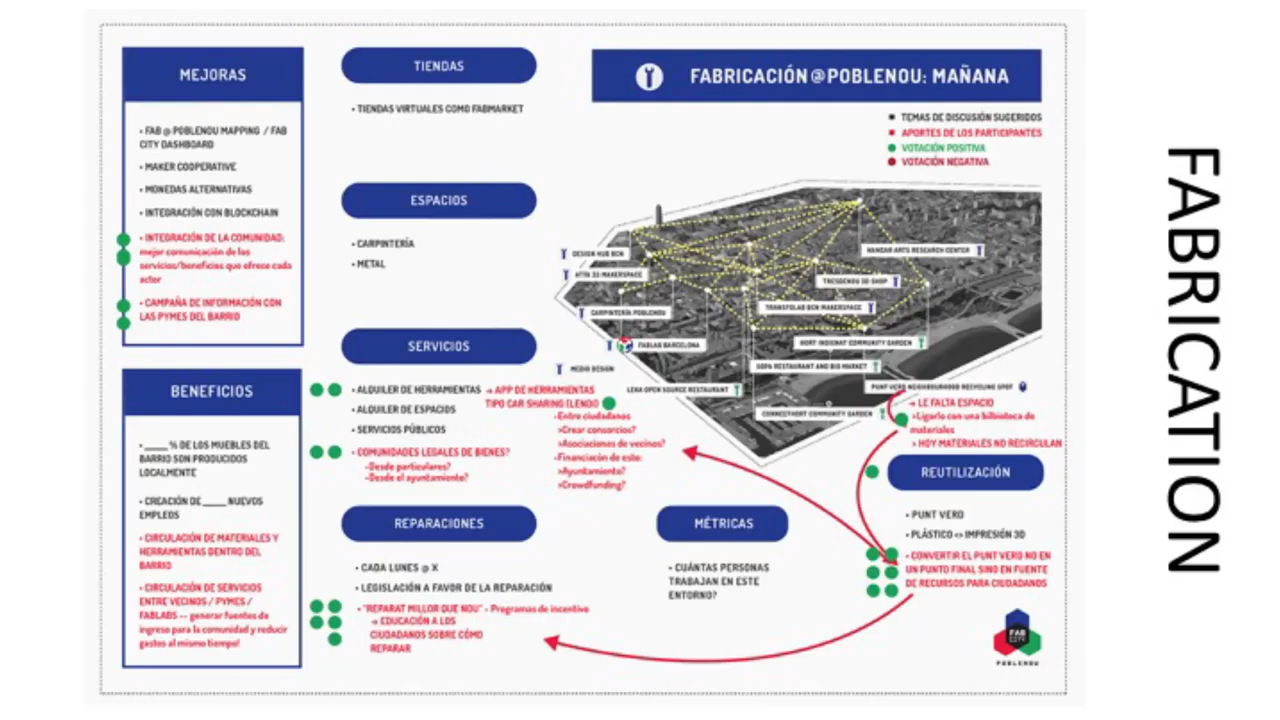 MEJORAS
• FAB @ POBLENOU MAPPING / FAB
CITY DASHBOARD
• MAKER COOPERATIVE
• MONEDAS ALTERNATIVAS
• INTEGRACIÓN CON BLOCKCHAIN
• INTEGRACIÓN DE LA COMUNIDAD:
mejor comunicación de los
servicios/beneficios que ofrece cada
actor
• CAMPAÑA DE INFORMACIÓN CON
LAS PYMES DEL BARRIO
BENEFICIOS
• ____ % DE LOS MUEBLES DEL
BARRIO SON PRODUCIDOS
LOCALMENTE
• CREACIÓN DE ____ NUEVOS
EMPLEOS
• CIRCULACIÓN DE MATERIALES Y
HERRAMIENTAS DENTRO DEL
BARRIO
• CIRCULACIÓN DE SERVICIOS
ENTRE VECINOS / PYMES /
FABLABS -- generar fuentes de
ingreso para la comunidad y reducir
gastos al mismo tiempo!
TIENDAS
• TIENDAS VIRTUALES COMO FABMARKET
ESPACIOS
• CARPINTERÍA
• METAL
SERVICIOS
• ALQUILER DE HERRAMIENTAS → APP DE HERRAMIENTAS
TIPO CAR SHARING (LENDI)
• ALQUILER DE ESPACIOS
• SERVICIOS PÚBLICOS
• COMUNIDADES LEGALES DE BIENES?
-Desde particulares?
-Desde el ayuntamiento?
-Entre ciudadanos
>Crear consorcios?
>Asociaciones de vecinos?
-Financiación de esto:
>Ayuntamiento?
>Crowdfunding?
REPARACIONES
• CADA LUNES @ X
• LEGISLACIÓN A FAVOR DE LA REPARACIÓN
• "REPARAT MILLOR QUE NOU" - Programas de incentivo
→ EDUCACIÓN A LOS
CIUDADANOS SOBRE CÓMO
REPARAR
FABRICACIÓN@POBLENOU: MAÑANA
TEMAS DE DISCUSIÓN SUGERIDOS
APORTES DE LOS PARTICIPANTES
VOTACIÓN POSITIVA
VOTACIÓN NEGATIVA
DESIGN HUB BCN
HANGAR ARTS RESEARCH CENTER
MAKERSPACE
TRESDENOU 3D SHOP
TRANSFOLAB BCN MAKERSPACE
CARPINTERÍA POBLENOU
FABLAB BARCELONA
HORT INDIGNAT COMMUNITY GARDEN
MEDIO DESIGN
RESTAURANT AND BIO MARKET
LEKA OPEN SOURCE RESTAURANT
PUNT VERD NEIGHBOURHOOD RECYCLING SPOT
CONNECTHORT COMMUNITY GARDEN
→ LE FALTA ESPACIO
>Ligarlo con una bilbioteca de
materiales
> HOY MATERIALES NO RECIRCULAN
REUTILIZACIÓN
• PUNT VERD
• PLÁSTICO <> IMPRESIÓN 3D
• CONVERTIR EL PUNT VERD NO EN
UN PUNTO FINAL SINO EN FUENTE
DE RECURSOS PARA CIUDADANOS
MÉTRICAS
• CUÁNTAS PERSONAS
TRABAJAN EN ESTE
ENTORNO?
FAB
CITY
POBLENOU
FABRICATION